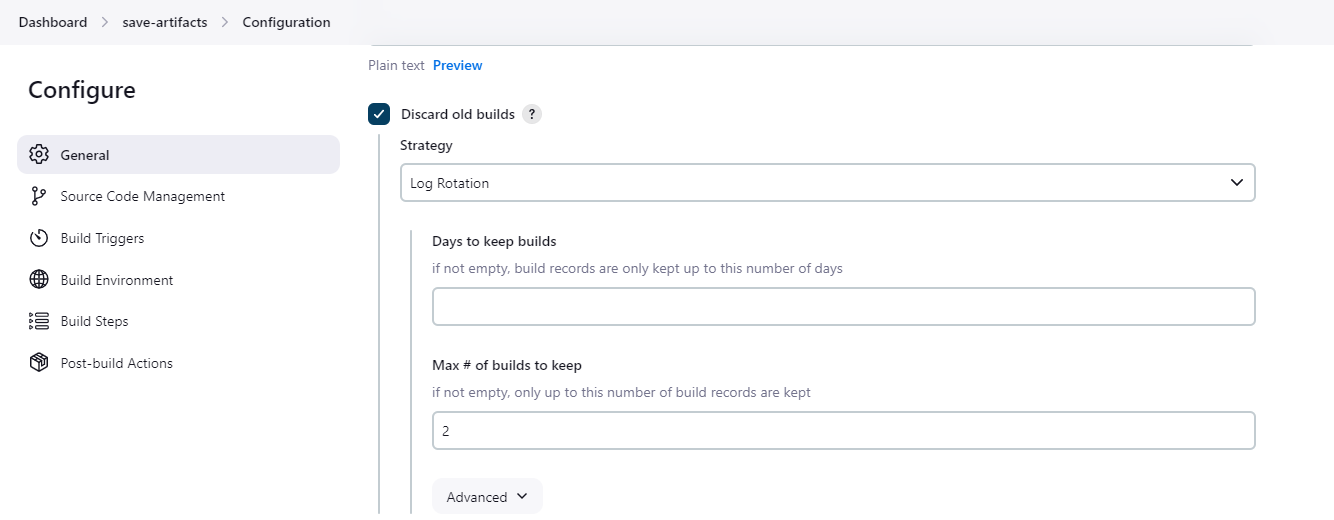 Dashboard > save-artifacts > Configuration
Configure
General
Source Code Management
Build Triggers
Build Environment
Build Steps
Post-build Actions
Plain text Preview
Discard old builds ?
Strategy
Log Rotation
Days to keep builds
if not empty, build records are only kept up to this number of days
Max # of builds to keep
if not empty, only up to this number of build records are kept
2
Advanced